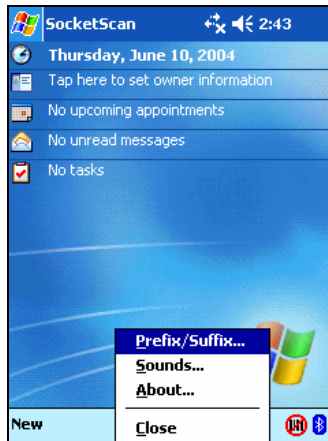 SocketScan 2:43
Thursday, June 10, 2004
Tap here to set owner information
No upcoming appointments
No unread messages
No tasks
Prefix/Suffix...
Sounds...
About...
Close
New